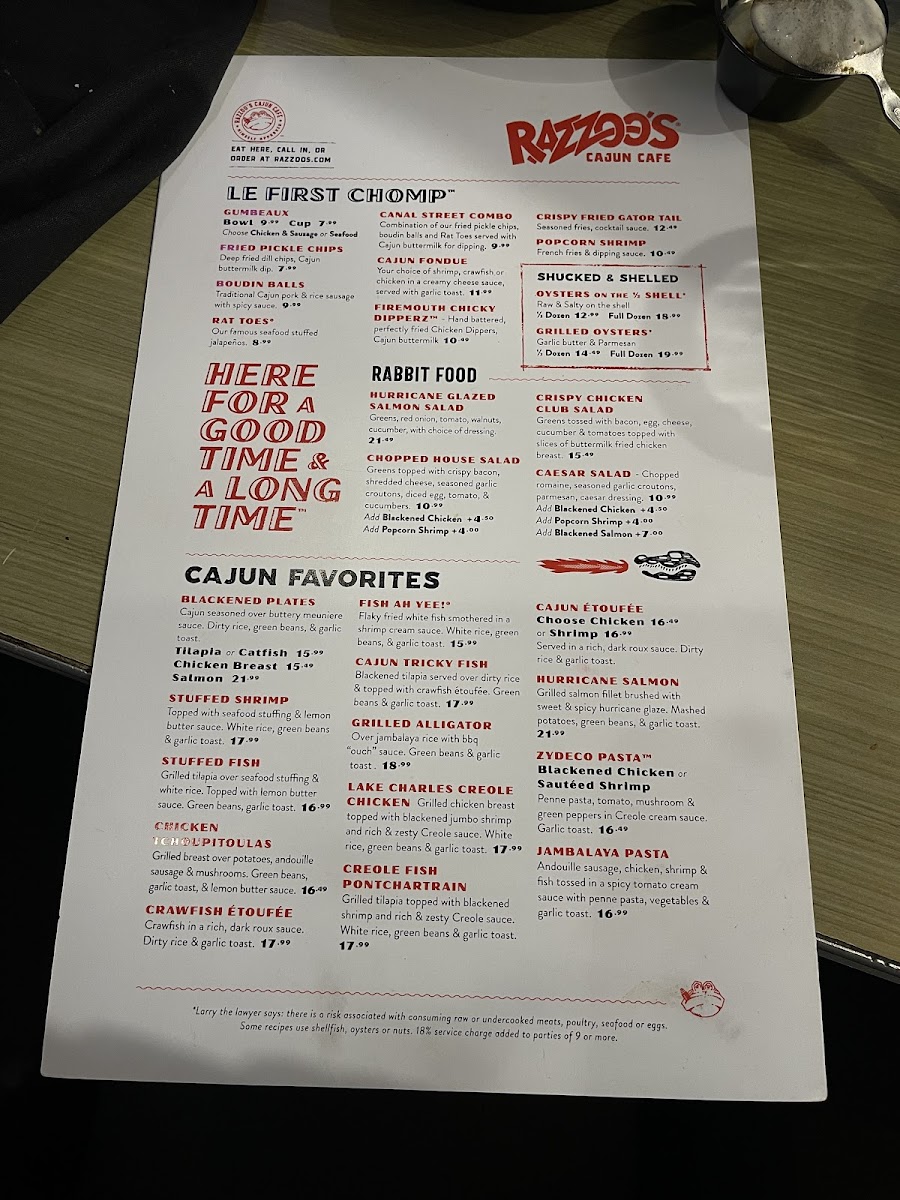 RAZZOO'S CAJUN CAFE
EAT HERE, CALL IN, OR
ORDER AT RAZZOOS.COM
RAZZOO'S®
CAJUN CAFE
LE FIRST CHOMP™
GUMBEAUX
Bowl 9.99 Cup 7.99
Choose Chicken & Sausage or Seafood
FRIED PICKLE CHIPS
Deep fried dill chips, Cajun
buttermilk dip. 7.99
BOUDIN BALLS
Traditional Cajun pork & rice sausage
with spicy sauce. 9.99
RAT TOES*
Our famous seafood stuffed
jalapeños. 8.99
CANAL STREET COMBO
Combination of our fried pickle chips,
boudin balls and Rat Toes served with
Cajun buttermilk for dipping. 9.99
CAJUN FONDUE
Your choice of shrimp, crawfish or
chicken in a creamy cheese sauce,
served with garlic toast. 11.99
FIREMOUTH CHICKY
DIPPERZ™ - Hand battered,
perfectly fried Chicken Dippers,
Cajun buttermilk 10.49
CRISPY FRIED GATOR TAIL
Seasoned fries, cocktail sauce. 12.49
POPCORN SHRIMP
French fries & dipping sauce. 10.49
SHUCKED & SHELLED
OYSTERS ON THE ½ SHELL*
Raw & Salty on the shell
½ Dozen 12.99 Full Dozen 18.99
GRILLED OYSTERS*
Garlic butter & Parmesan
½ Dozen 14.49 Full Dozen 19.99
HERE
FOR A
GOOD
TIME &
A LONG
TIME™
RABBIT FOOD
HURRICANE GLAZED
SALMON SALAD
Greens, red onion, tomato, walnuts,
cucumber, with choice of dressing.
21.49
CHOPPED HOUSE SALAD
Greens topped with crispy bacon,
shredded cheese, seasoned garlic
croutons, diced egg, tomato, &
cucumbers. 10.99
Add Blackened Chicken +4.50
Add Popcorn Shrimp +4.00
CRISPY CHICKEN
CLUB SALAD
Greens tossed with bacon, egg, cheese,
cucumber & tomatoes topped with
slices of buttermilk fried chicken
breast. 15.49
CAESAR SALAD - Chopped
romaine, seasoned garlic croutons,
parmesan, caesar dressing. 10.99
Add Blackened Chicken +4.50
Add Popcorn Shrimp +4.00
Add Blackened Salmon +7.00
CAJUN FAVORITES
BLACKENED PLATES
Cajun seasoned over buttery meuniere
sauce. Dirty rice, green beans, & garlic
toast.
Tilapia or Catfish 15.99
Chicken Breast 15.49
Salmon 21.99
STUFFED SHRIMP
Topped with seafood stuffing & lemon
butter sauce. White rice, green beans
& garlic toast. 17.99
STUFFED FISH
Grilled tilapia over seafood stuffing &
white rice. Topped with lemon butter
sauce. Green beans, garlic toast. 16.99
CHICKEN
TCHOUPITOULAS
Grilled breast over potatoes, andouille
sausage & mushrooms. Green beans,
garlic toast, & lemon butter sauce. 16.49
CRAWFISH ÉTOUFÉE
Crawfish in a rich, dark roux sauce.
Dirty rice & garlic toast. 17.99
FISH AH YEE!®
Flaky fried white fish smothered in a
shrimp cream sauce. White rice, green
beans, & garlic toast. 15.99
CAJUN TRICKY FISH
Blackened tilapia served over dirty rice
& topped with crawfish étoufée. Green
beans & garlic toast. 17.99
GRILLED ALLIGATOR
Over jambalaya rice with bbq
"ouch" sauce. Green beans & garlic
toast. 18.99
LAKE CHARLES CREOLE
CHICKEN Grilled chicken breast
topped with blackened jumbo shrimp
and rich & zesty Creole sauce. White
rice, green beans & garlic toast. 17.99
CREOLE FISH
PONTCHARTRAIN
Grilled tilapia topped with blackened
shrimp and rich & zesty Creole sauce.
White rice, green beans & garlic toast.
17.99
CAJUN ÉTOUFÉE
Choose Chicken 16.49
or Shrimp 16.99
Served in a rich, dark roux sauce. Dirty
rice & garlic toast.
HURRICANE SALMON
Grilled salmon fillet brushed with
sweet & spicy hurricane glaze. Mashed
potatoes, green beans, & garlic toast.
21.99
ZYDECO PASTA™
Blackened Chicken or
Sautéed Shrimp
Penne pasta, tomato, mushroom &
green peppers in Creole cream sauce.
Garlic toast. 16.49
JAMBALAYA PASTA
Andouille sausage, chicken, shrimp &
fish tossed in a spicy tomato cream
sauce with penne pasta, vegetables &
garlic toast. 16.99
*Larry the lawyer says: there is a risk associated with consuming raw or undercooked meats, poultry, seafood or eggs.
Some recipes use shellfish, oysters or nuts. 18% service charge added to parties of 9 or more.